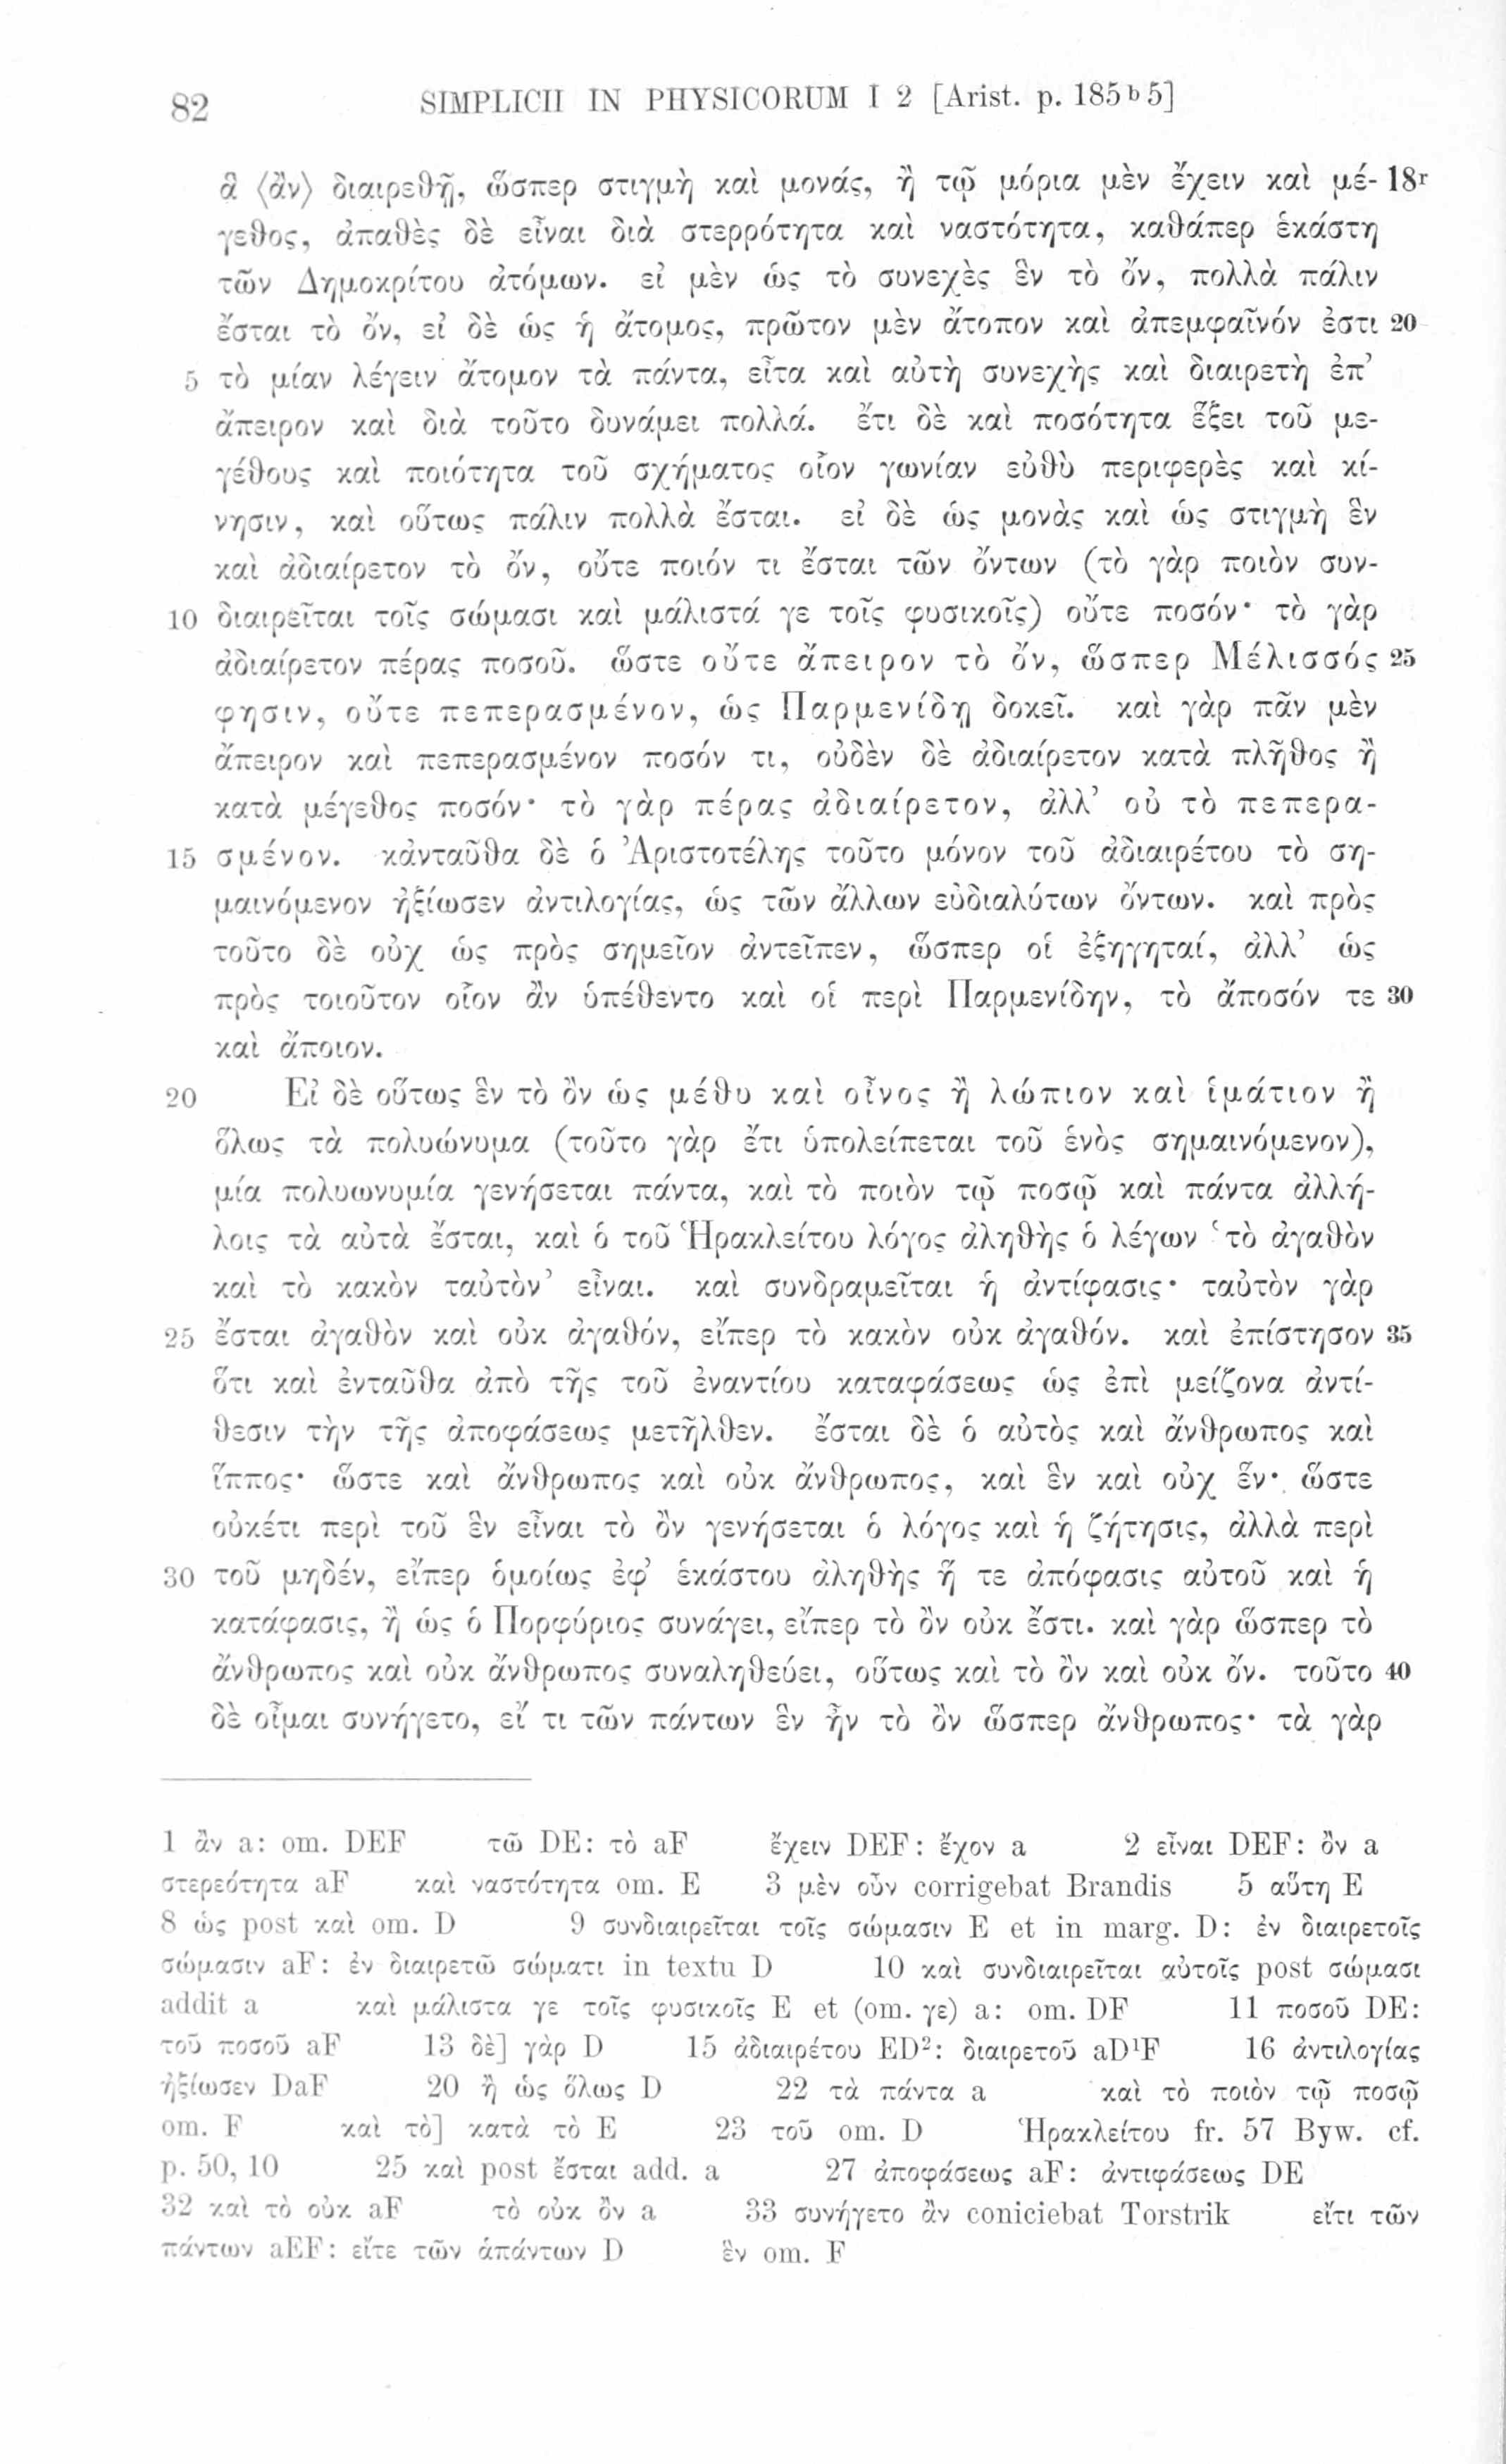 82 SIMPLICII IN PHYSICORUM I 2 [Arist. p. 185 b 5]
ἃ ⟨ἂν⟩ διαιρεθῇ, ὥσπερ στιγμὴ καὶ μονάς, ἢ τῷ μόρια μὲν ἔχειν καὶ μέ- 18r
γεθος, ἀπαθὲς δὲ εἶναι διὰ στερρότητα καὶ ναστότητα, καθάπερ ἑκάστη
τῶν Δημοκρίτου ἀτόμων. εἰ μὲν ὡς τὸ συνεχὲς ἓν τὸ ὄν, πολλὰ πάλιν
ἔσται τὸ ὄν, εἰ δὲ ὡς ἡ ἄτομος, πρῶτον μὲν ἄτοπον καὶ ἀπεμφαῖνόν ἐστι 20
5 τὸ μίαν λέγειν ἄτομον τὰ πάντα, εἶτα καὶ αὐτὴ συνεχὴς καὶ διαιρετὴ ἐπ’
ἄπειρον καὶ διὰ τοῦτο δυνάμει πολλά. ἔτι δὲ καὶ ποσότητα ἕξει τοῦ με-
γέθους καὶ ποιότητα τοῦ σχήματος οἷον γωνίαν εὐθὺ περιφερὲς καὶ κί-
νησιν, καὶ οὕτως πάλιν πολλὰ ἔσται. εἰ δὲ ὡς μονὰς καὶ ὡς στιγμὴ ἓν
καὶ ἀδιαίρετον τὸ ὄν, οὔτε ποιόν τι ἔσται τῶν ὄντων (τὸ γὰρ ποιὸν συν-
10 διαιρεῖται τοῖς σώμασι καὶ μάλιστά γε τοῖς φυσικοῖς) οὔτε ποσόν· τὸ γὰρ
ἀδιαίρετον πέρας ποσοῦ. ὥστε οὔτε ἄπειρον τὸ ὄν, ὥσπερ Μέλισσός 25
φησιν, οὔτε πεπερασμένον, ὡς Παρμενίδῃ δοκεῖ. καὶ γὰρ πᾶν μὲν
ἄπειρον καὶ πεπερασμένον ποσόν τι, οὐδὲν δὲ ἀδιαίρετον κατὰ πλῆθος ἢ
κατὰ μέγεθος ποσόν· τὸ γὰρ πέρας ἀδιαίρετον, ἀλλ’ οὐ τὸ πεπερα-
15 σμένον. κἀνταῦθα δὲ ὁ Ἀριστοτέλης τοῦτο μόνον τοῦ ἀδιαιρέτου τὸ ση-
μαινόμενον ἠξίωσεν ἀντιλογίας, ὡς τῶν ἄλλων εὐδιαλύτων ὄντων. καὶ πρὸς
τοῦτο δὲ οὐχ ὡς πρὸς σημεῖον ἀντεῖπεν, ὥσπερ οἱ ἐξηγηταί, ἀλλ’ ὡς
πρὸς τοιοῦτον οἷον ἂν ὑπέθεντο καὶ οἱ περὶ Παρμενίδην, τὸ ἄποσόν τε 30
καὶ ἄποιον.
20 Εἰ δὲ οὕτως ἓν τὸ ὂν ὡς μέθυ καὶ οἶνος ἢ λώπιον καὶ ἱμάτιον ἢ
ὅλως τὰ πολυώνυμα (τοῦτο γὰρ ἔτι ὑπολείπεται τοῦ ἑνὸς σημαινόμενον),
μία πολυωνυμία γενήσεται πάντα, καὶ τὸ ποιὸν τῷ ποσῷ καὶ πάντα ἀλλή-
λοις τὰ αὐτὰ ἔσται, καὶ ὁ τοῦ Ἡρακλείτου λόγος ἀληθὴς ὁ λέγων ‘τὸ ἀγαθὸν
καὶ τὸ κακὸν ταὐτὸν’ εἶναι. καὶ συνδραμεῖται ἡ ἀντίφασις· ταὐτὸν γὰρ
25 ἔσται ἀγαθὸν καὶ οὐκ ἀγαθόν, εἴπερ τὸ κακὸν οὐκ ἀγαθόν. καὶ ἐπίστησον 35
ὅτι καὶ ἐνταῦθα ἀπὸ τῆς τοῦ ἐναντίου καταφάσεως ὡς ἐπὶ μείζονα ἀντί-
θεσιν τὴν τῆς ἀποφάσεως μετῆλθεν. ἔσται δὲ ὁ αὐτὸς καὶ ἄνθρωπος καὶ
ἵππος· ὥστε καὶ ἄνθρωπος καὶ οὐκ ἄνθρωπος, καὶ ἓν καὶ οὐχ ἕν· ὥστε
οὐκέτι περὶ τοῦ ἓν εἶναι τὸ ὂν γενήσεται ὁ λόγος καὶ ἡ ζήτησις, ἀλλὰ περὶ
30 τοῦ μηδέν, εἴπερ ὁμοίως ἐφ’ ἑκάστου ἀληθὴς ἥ τε ἀπόφασις αὐτοῦ καὶ ἡ
κατάφασις, ἢ ὡς ὁ Πορφύριος συνάγει, εἴπερ τὸ ὂν οὐκ ἔστι. καὶ γὰρ ὥσπερ τὸ
ἄνθρωπος καὶ οὐκ ἄνθρωπος συναληθεύει, οὕτως καὶ τὸ ὂν καὶ οὐκ ὄν. τοῦτο 40
δὲ οἶμαι συνήγετο, εἴ τι τῶν πάντων ἓν ἦν τὸ ὂν ὥσπερ ἄνθρωπος· τὰ γὰρ
1 ἂν a: om. DEF τῶ DE: τὸ aF ἔχειν DEF: ἔχον a 2 εἶναι DEF: ὂν a
στερεότητα aF καὶ ναστότητα om. E 3 μὲν οὖν corrigebat Brandis 5 αὕτη E
8 ὡς post καὶ om. D 9 συνδιαιρεῖται τοῖς σώμασιν E et in marg. D: ἐν διαιρετοῖς
σώμασιν aF: ἐν διαιρετῶ σώματι in textu D 10 καὶ συνδιαιρεῖται αὐτοῖς post σώμασι
addit a καὶ μάλιστα γε τοῖς φυσικοῖς E et (om. γε) a: om. DF 11 ποσοῦ DE:
τοῦ ποσοῦ aF 13 δὲ] γὰρ D 15 ἀδιαιρέτου ED²: διαιρετοῦ aD¹F 16 ἀντιλογίας
ἠξίωσεν DaF 20 ἢ ὡς ὅλως D 22 τὰ πάντα a καὶ τὸ ποιὸν τῷ ποσῷ
om. F καὶ τὸ] κατὰ τὸ E 23 τοῦ om. D Ἡρακλείτου fr. 57 Byw. cf.
p. 50, 10 25 καὶ post ἔσται add. a 27 ἀποφάσεως aF: ἀντιφάσεως DE
32 καὶ τὸ οὐκ aF τὸ οὐκ ὂν a 33 συνήγετο ἂν coniciebat Torstrik εἴτι τῶν
πάντων aEF: εἴτε τῶν ἁπάντων D ἓν om. F